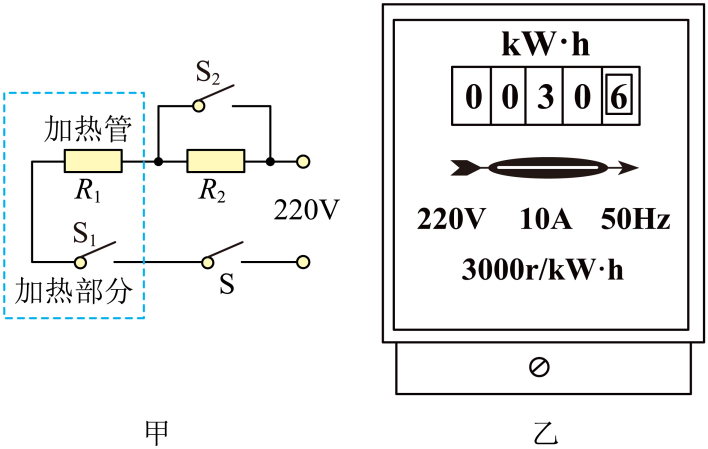 S₂
加热管
R₁
R₂
220V
S₁
S
加热部分
甲
kW·h
0 0 3 0 6
220V 10A 50Hz
3000r/kW·h
乙